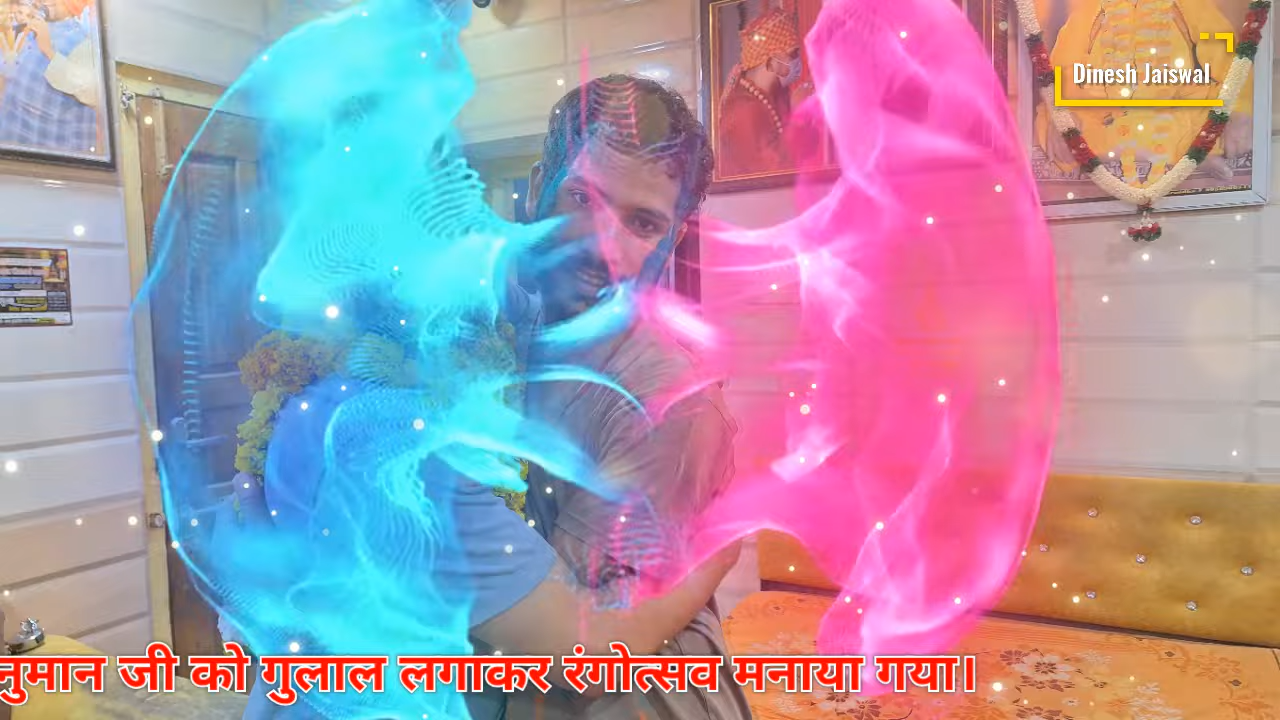 Dinesh Jaiswal
नुमान जी को गुलाल लगाकर रंगोत्सव मनाया गया।